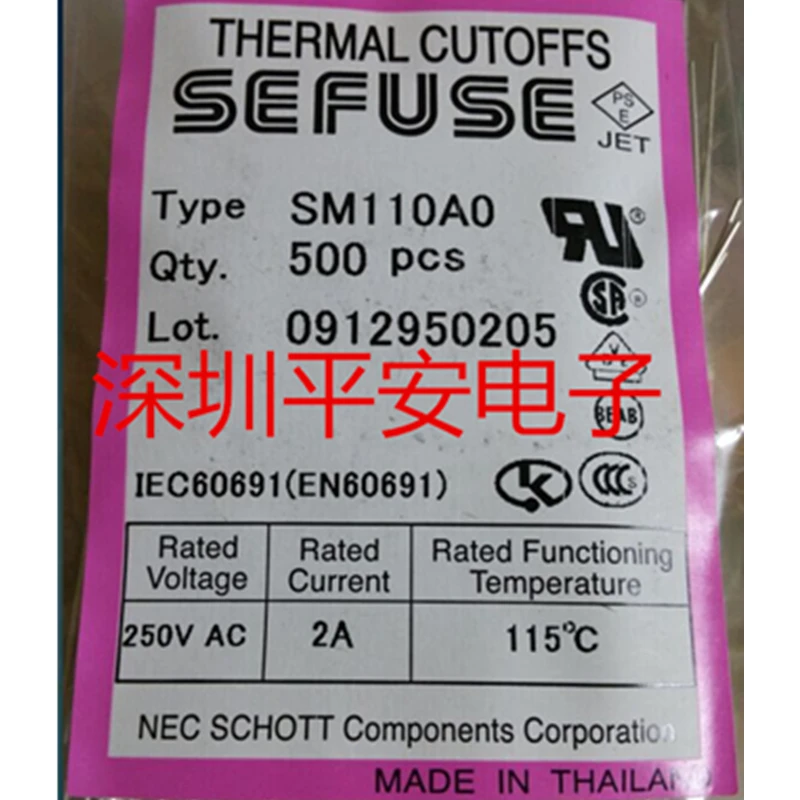 THERMAL CUTOFFS
SEFUSE
PS
E
JET
Type SM110A0
Qty. 500 pcs
Lot. 0912950205
深圳平安电子
BEAB
IEC60691(EN60691)
Rated Voltage Rated Current Rated Functioning Temperature
250V AC 2A 115℃
NEC SCHOTT Components Corporation
MADE IN THAILAND